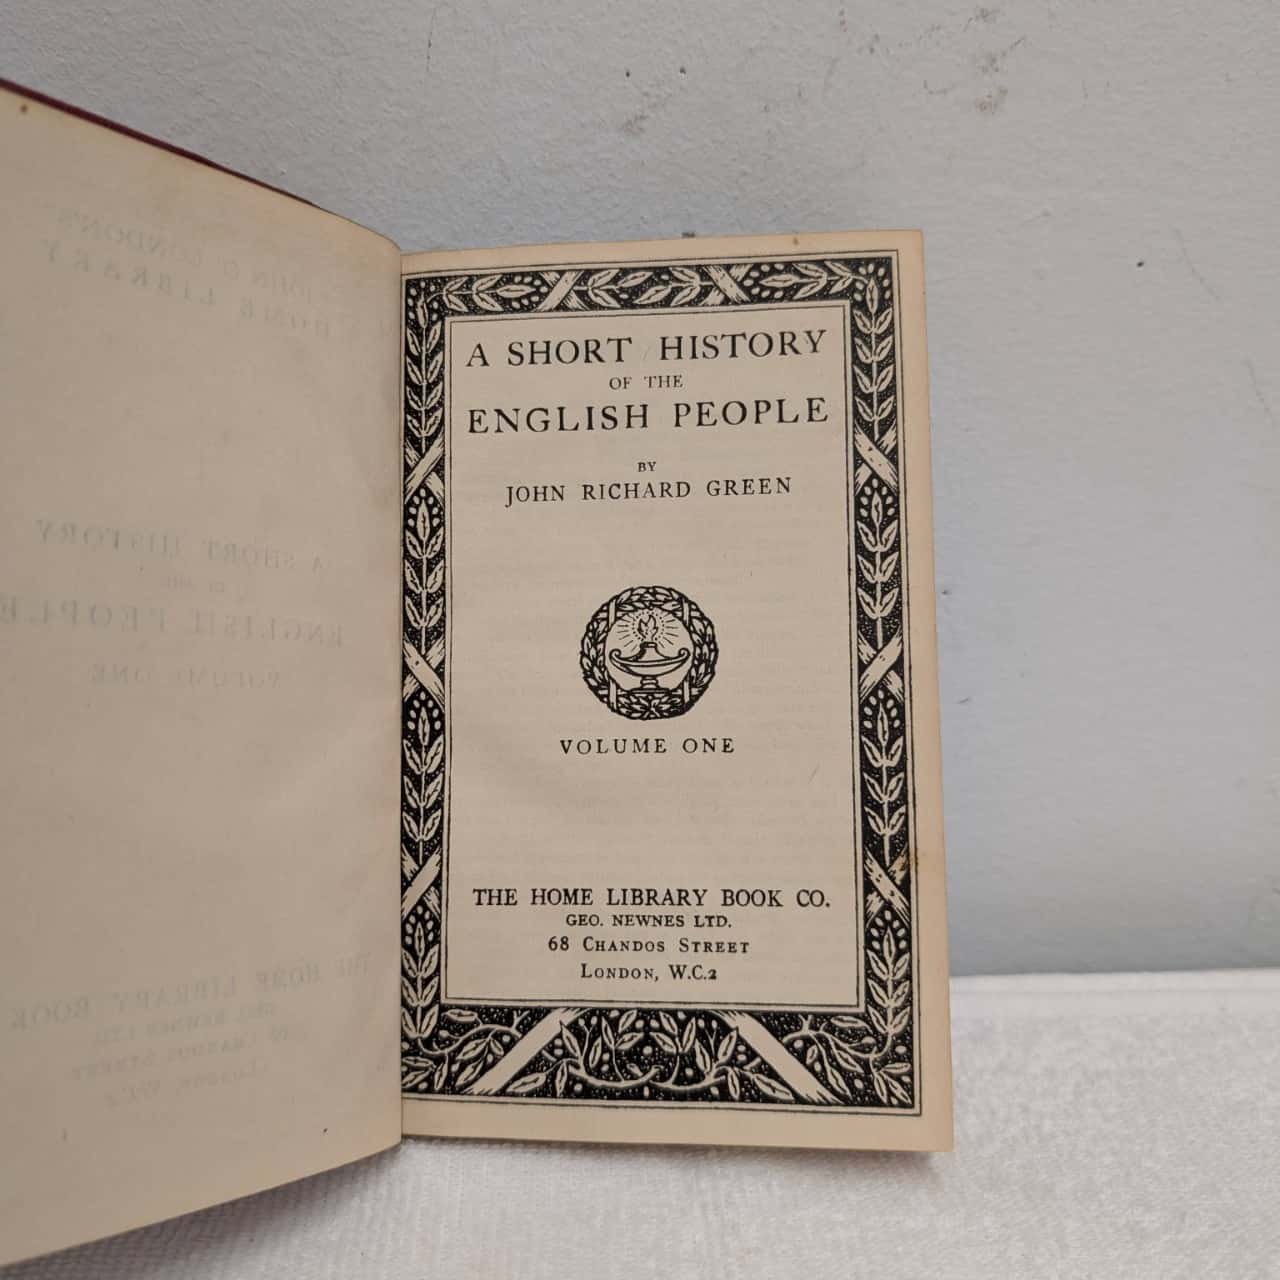 A SHORT HISTORY
OF THE
ENGLISH PEOPLE
BY
JOHN RICHARD GREEN
VOLUME ONE
THE HOME LIBRARY BOOK CO.
GEO. NEWNES LTD.
68 CHANDOS STREET
LONDON, W.C.2